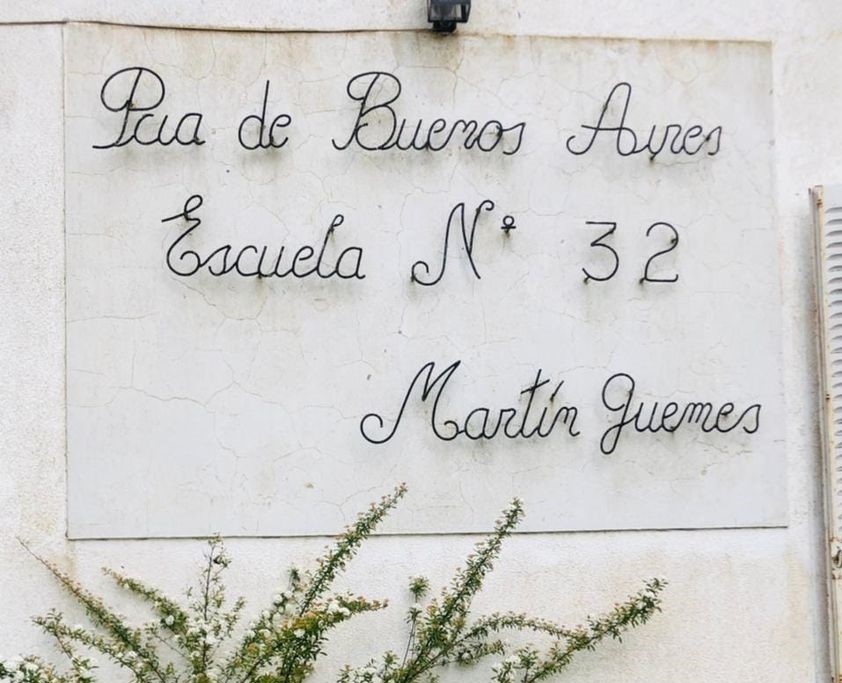 Pcia de Buenos Aires
Escuela Nº 32
Martín Guemes